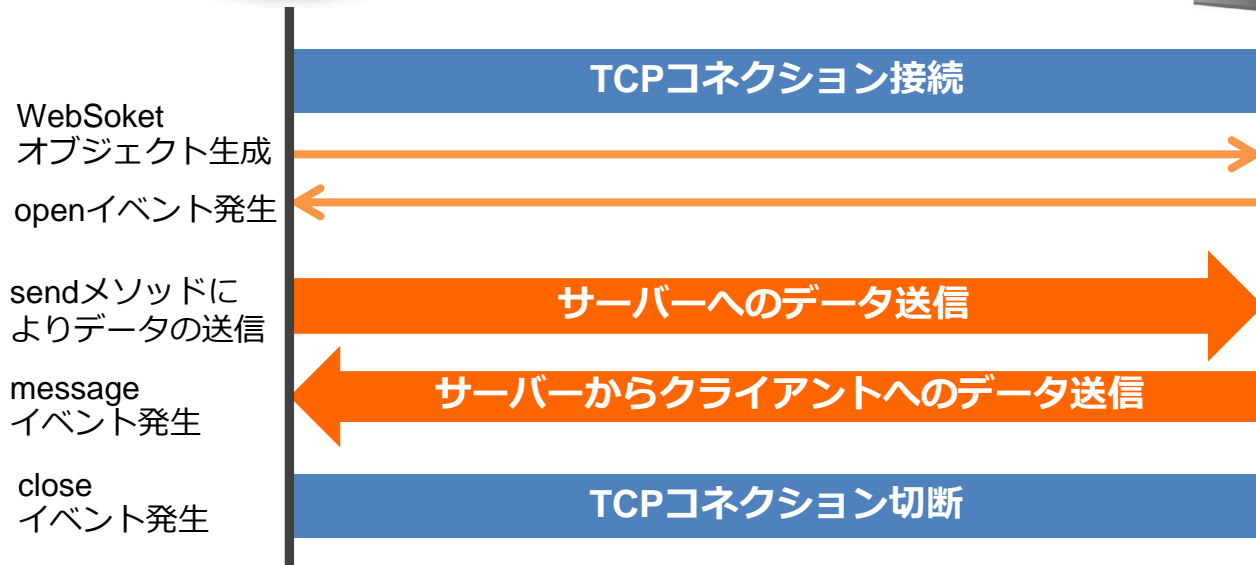 TCPコネクション接続
WebSoket
オブジェクト生成
openイベント発生
sendメソッドに
よりデータの送信
サーバーへのデータ送信
message
イベント発生
サーバーからクライアントへのデータ送信
close
イベント発生
TCPコネクション切断